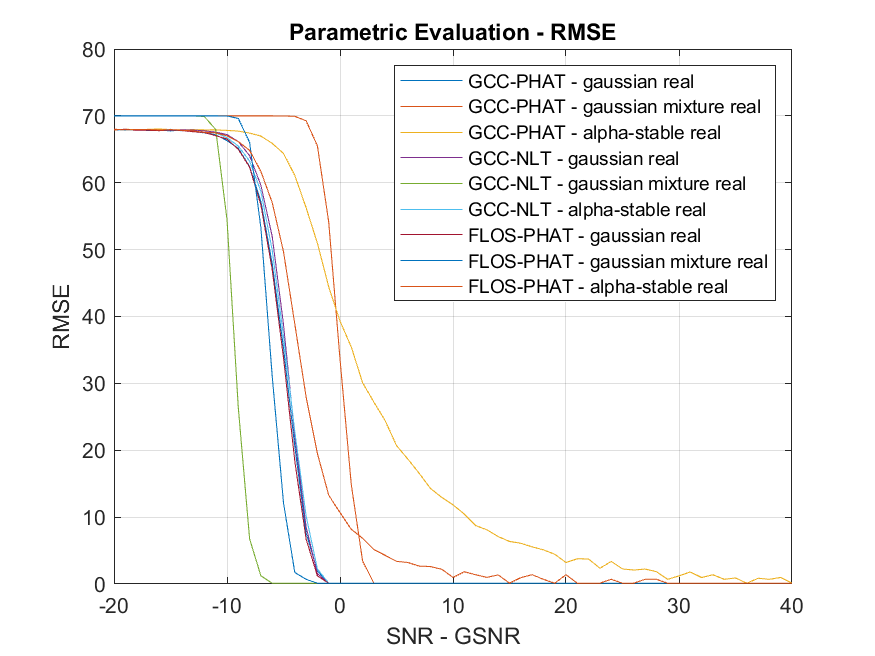 Parametric Evaluation - RMSE
80
70
60
50
40
30
20
10
0
RMSE
GCC-PHAT - gaussian real
GCC-PHAT - gaussian mixture real
GCC-PHAT - alpha-stable real
GCC-NLT - gaussian real
GCC-NLT - gaussian mixture real
GCC-NLT - alpha-stable real
FLOS-PHAT - gaussian real
FLOS-PHAT - gaussian mixture real
FLOS-PHAT - alpha-stable real
-20 -10 0 10 20 30 40
SNR - GSNR